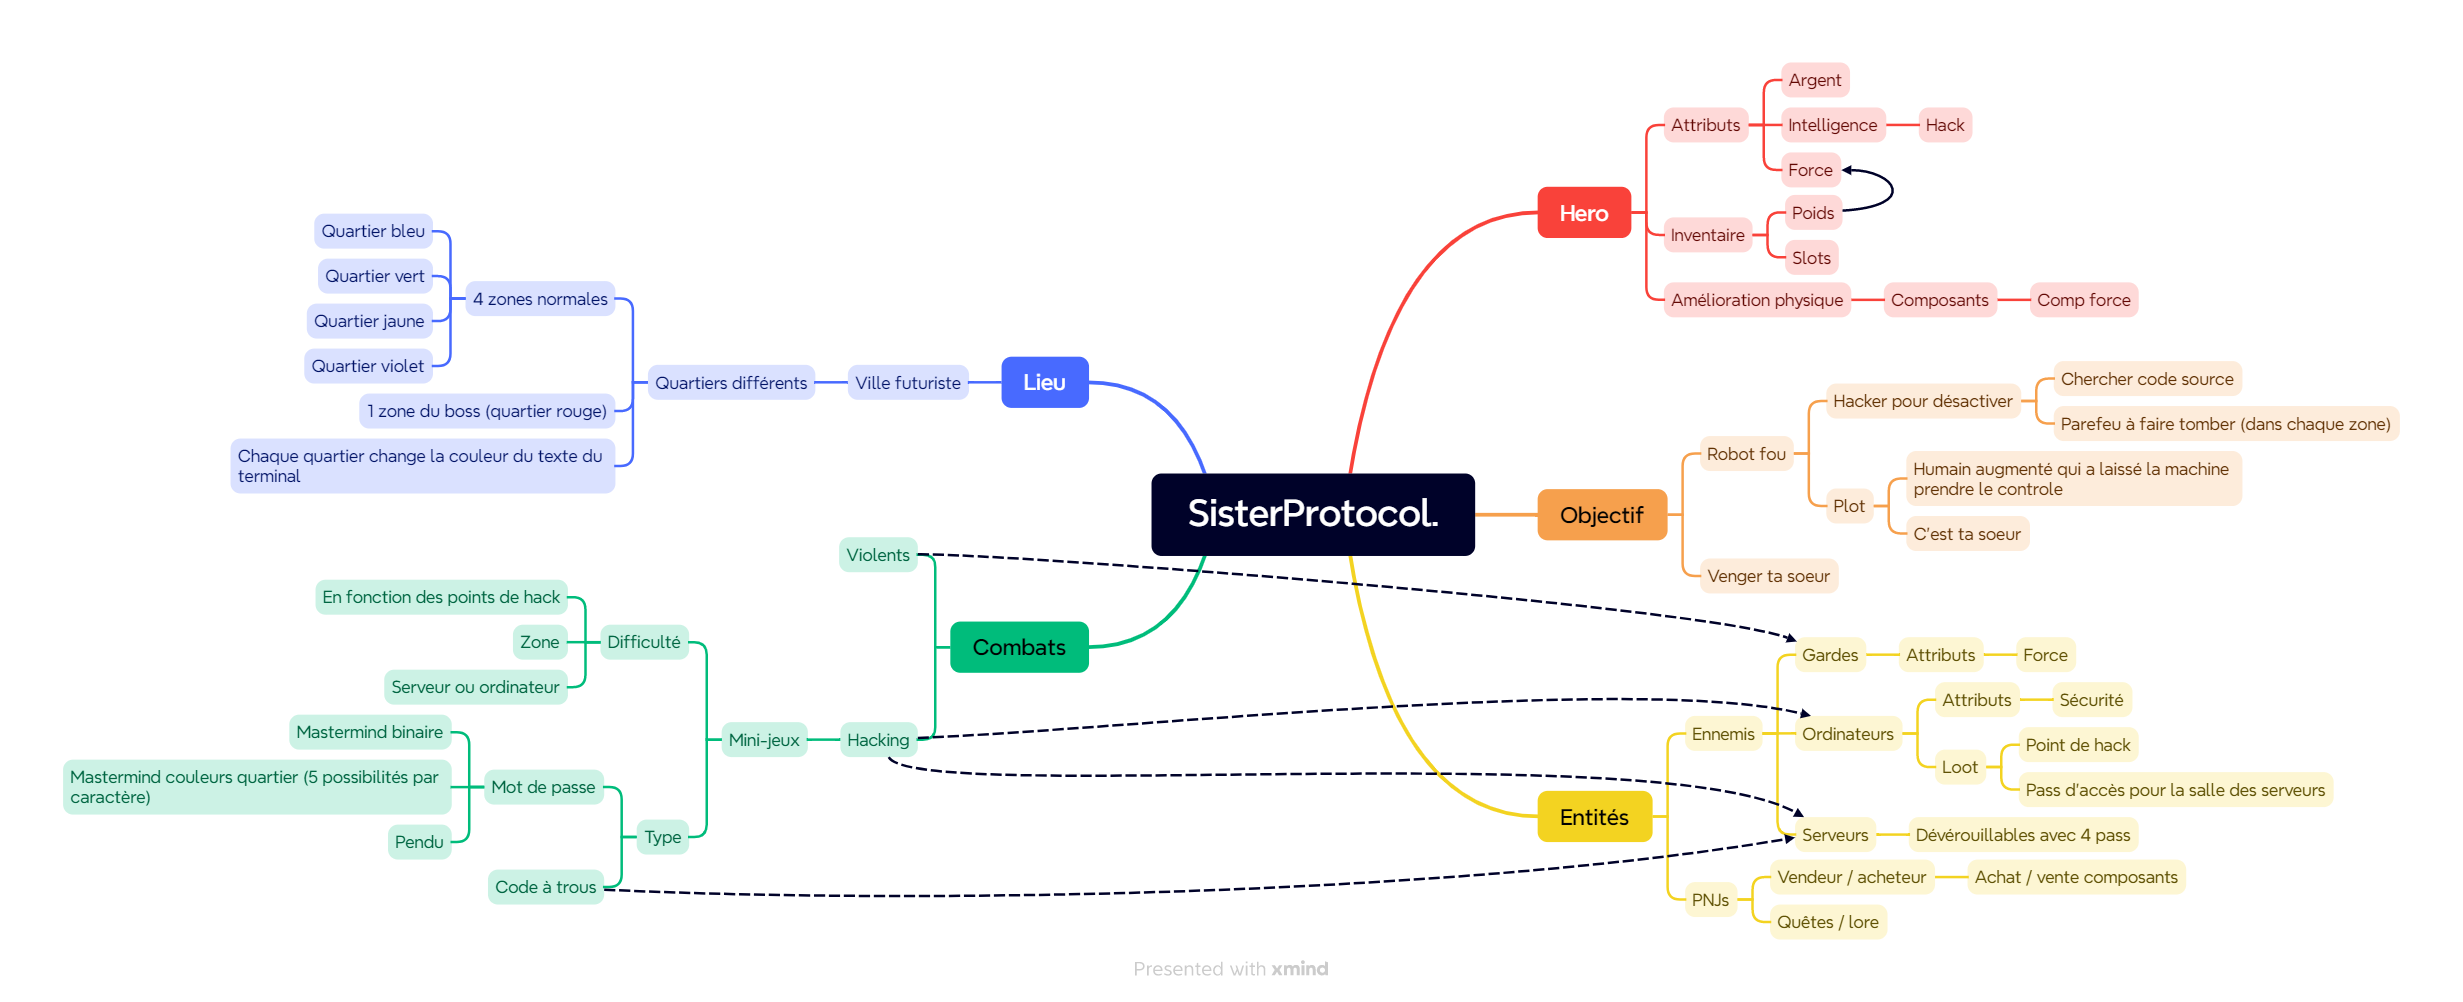 SisterProtocol.
Hero
Attributs
Argent
Intelligence
Hack
Force
Inventaire
Poids
Slots
Amélioration physique
Composants
Comp force
Objectif
Robot fou
Hacker pour désactiver
Chercher code source
Parefeu à faire tomber (dans chaque zone)
Plot
Humain augmenté qui a laissé la machine
prendre le controle
C'est ta soeur
Venger ta soeur
Entités
Ennemis
Gardes
Attributs
Force
Ordinateurs
Attributs
Sécurité
Loot
Point de hack
Pass d'accès pour la salle des serveurs
Serveurs
Dévérouillables avec 4 pass
PNJs
Vendeur / acheteur
Achat / vente composants
Quêtes / lore
Lieu
Ville futuriste
Quartiers différents
4 zones normales
Quartier bleu
Quartier vert
Quartier jaune
Quartier violet
1 zone du boss (quartier rouge)
Chaque quartier change la couleur du texte du
terminal
Combats
Violents
Hacking
Mini-jeux
Difficulté
En fonction des points de hack
Zone
Serveur ou ordinateur
Type
Mot de passe
Mastermind binaire
Mastermind couleurs quartier (5 possibilités par
caractère)
Pendu
Code à trous
Presented with xmind